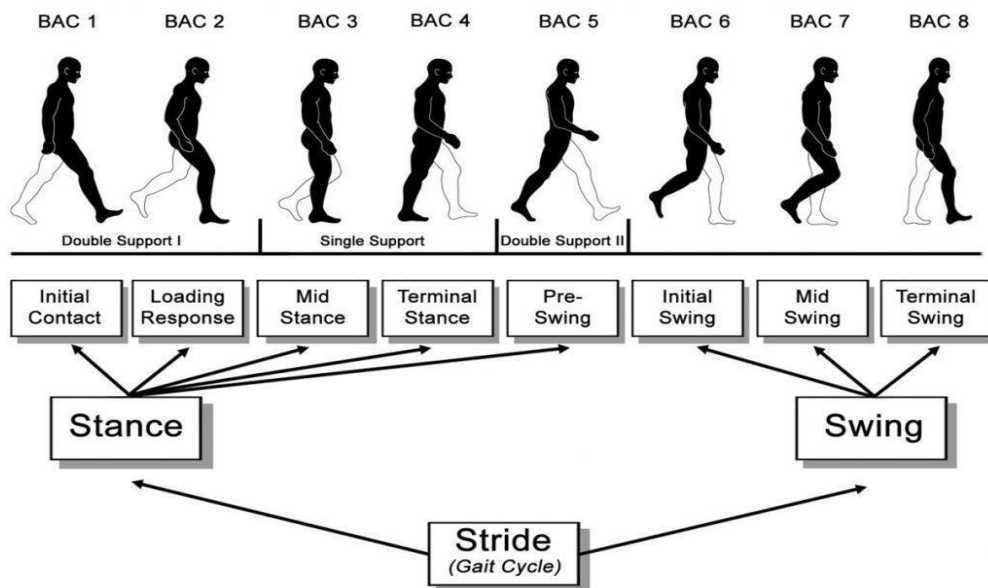 BAC 1 BAC 2 BAC 3 BAC 4 BAC 5 BAC 6 BAC 7 BAC 8
Double Support I Single Support Double Support II
Initial Loading Mid Terminal Pre- Initial Mid Terminal
Contact Response Stance Stance Swing Swing Swing Swing
Stance Swing
Stride
(Gait Cycle)